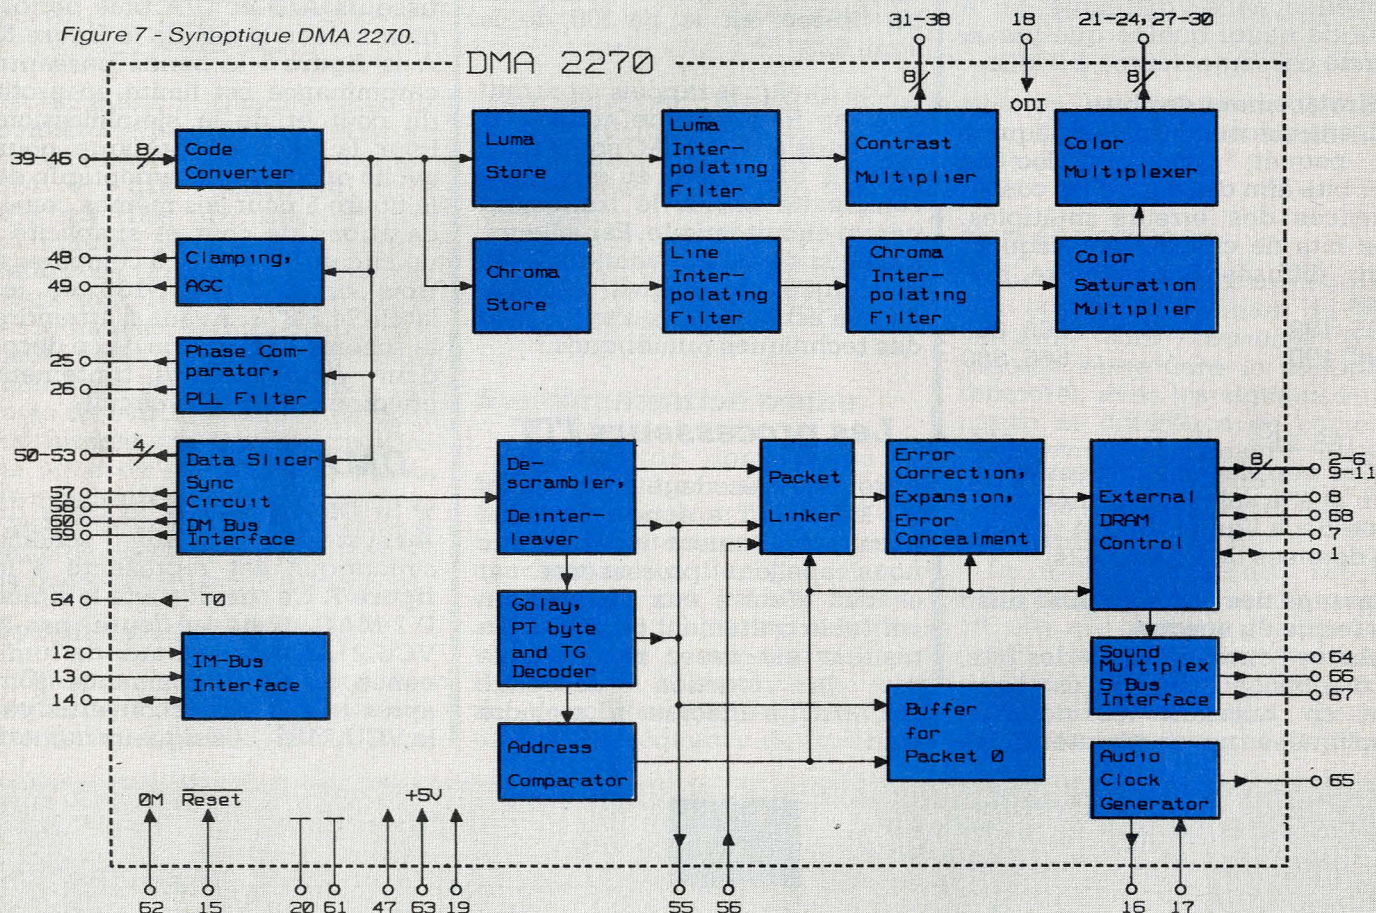 Figure 7 - Synoptique DMA 2270.
DMA 2270
31-38
18
21-24, 27-30
8
8
ODI
39-46
8
Code
Converter
Luma
Store
Luma
Inter-
polating
Filter
Contrast
Multiplier
Color
Multiplexer
48
49
Clamping,
AGC
Chroma
Store
Line
Inter-
polating
Filter
Chroma
Inter-
polating
Filter
Color
Saturation
Multiplier
25
26
Phase Com-
parator,
PLL Filter
50-53
4
57
58
60
59
Data Slicer
Sync
Circuit
DM Bus
Interface
De-
scrambler,
Deinter-
leaver
Packet
Linker
Error
Correction,
Expansion,
Error
Concealment
External
DRAM
Control
8
2-6
9-11
8
68
7
1
54
TØ
Golay,
PT byte
and TG
Decoder
12
13
14
IM-Bus
Interface
Sound
Multiplex
S Bus
Interface
64
66
67
Address
Comparator
Buffer
for
Packet Ø
Audio
Clock
Generator
65
ØM
Reset
+5V
62
15
20
61
47
63
19
55
56
16
17
Les processeurs
des techniques numériques